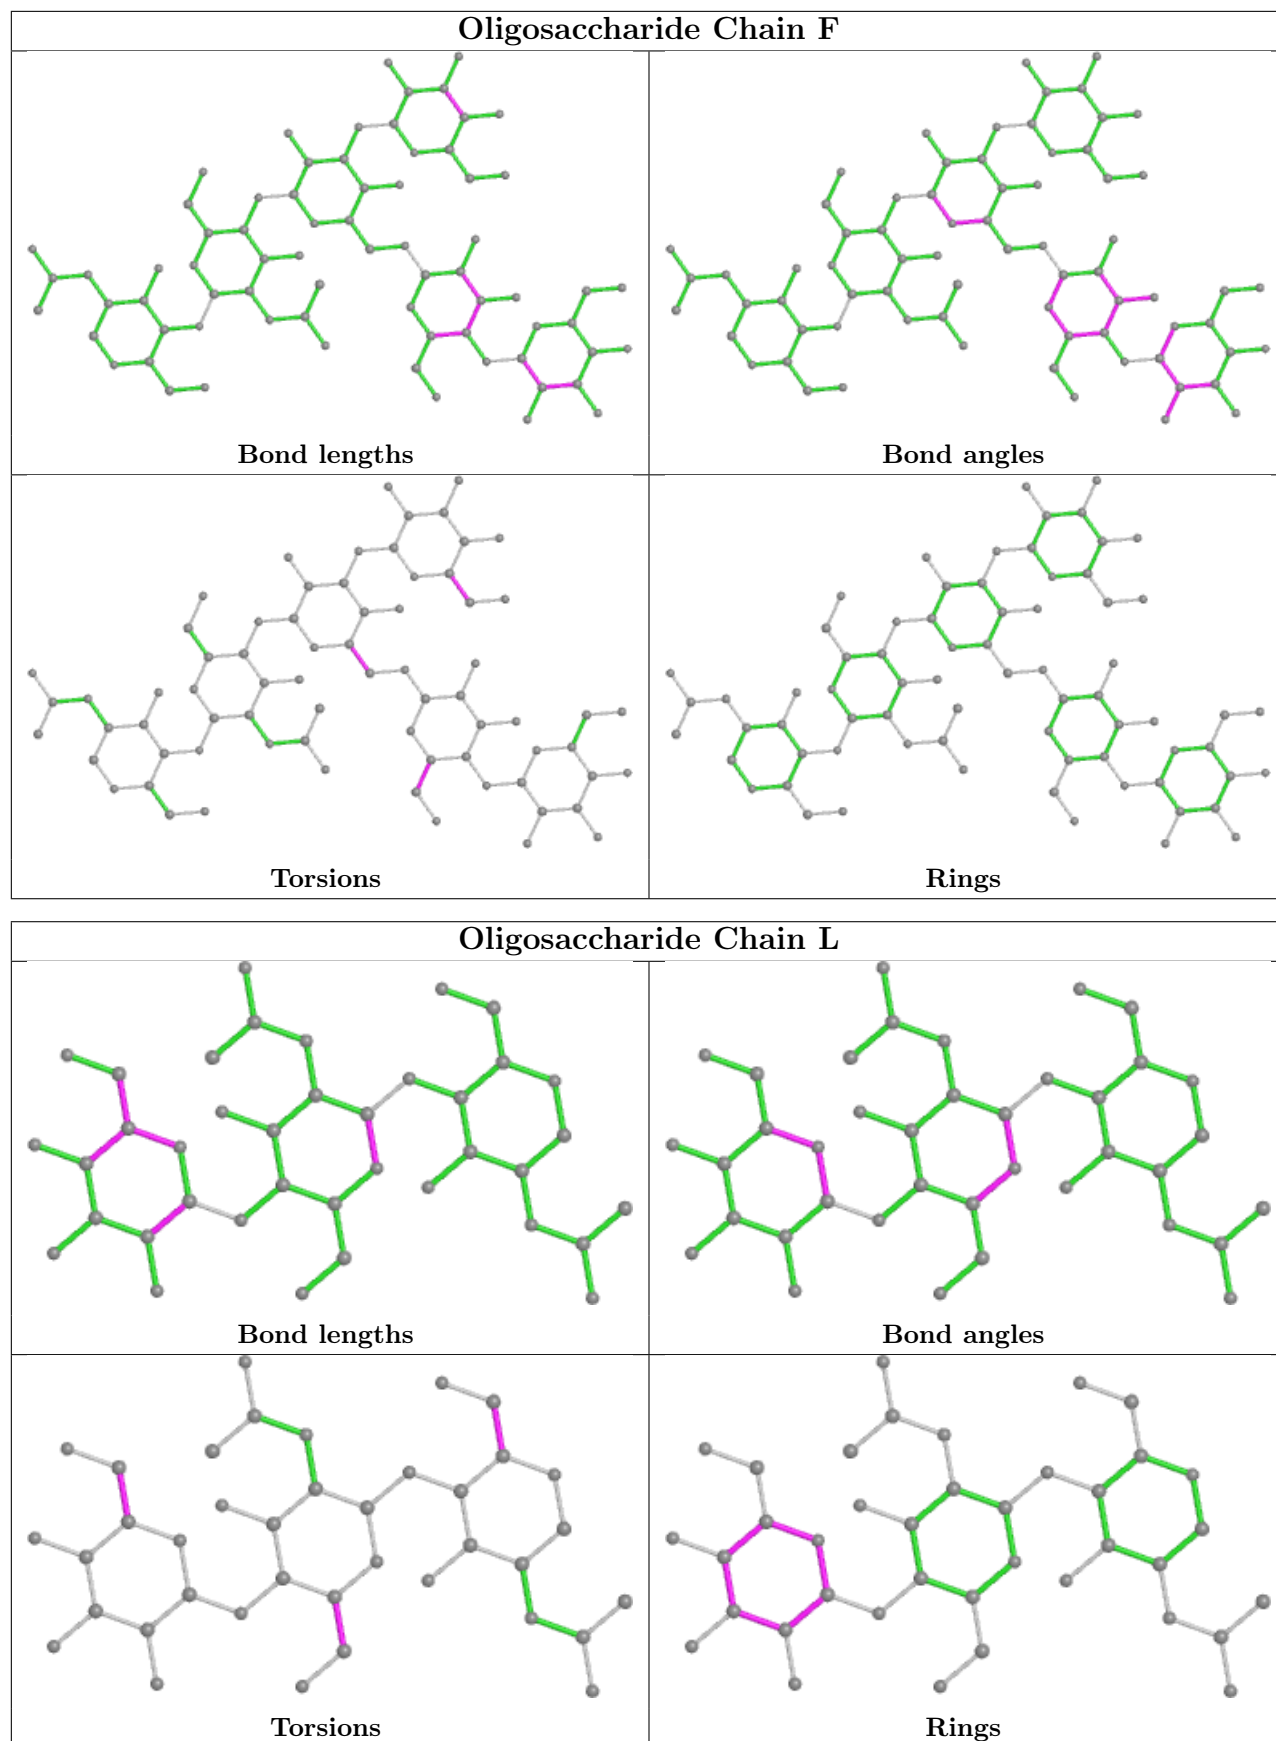 Oligosaccharide Chain F
Bond lengths
Bond angles
Torsions
Rings
Oligosaccharide Chain L
Bond lengths
Bond angles
Torsions
Rings